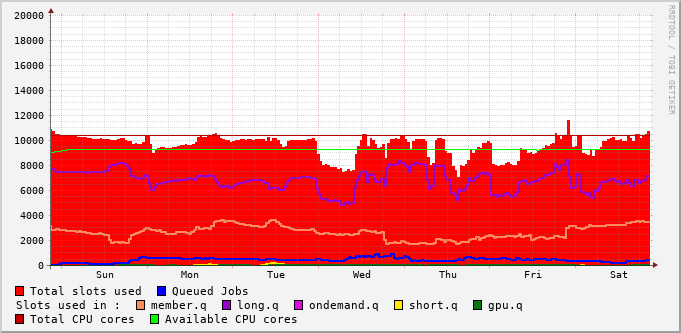 20000
18000
16000
14000
12000
10000
8000
6000
4000
2000
0
Sun Mon Tue Wed Thu Fri Sat
RRDTOOL / TOBI OETIKER
Total slots used Queued Jobs
Slots used in : member.q long.q ondemand.q short.q gpu.q
Total CPU cores Available CPU cores